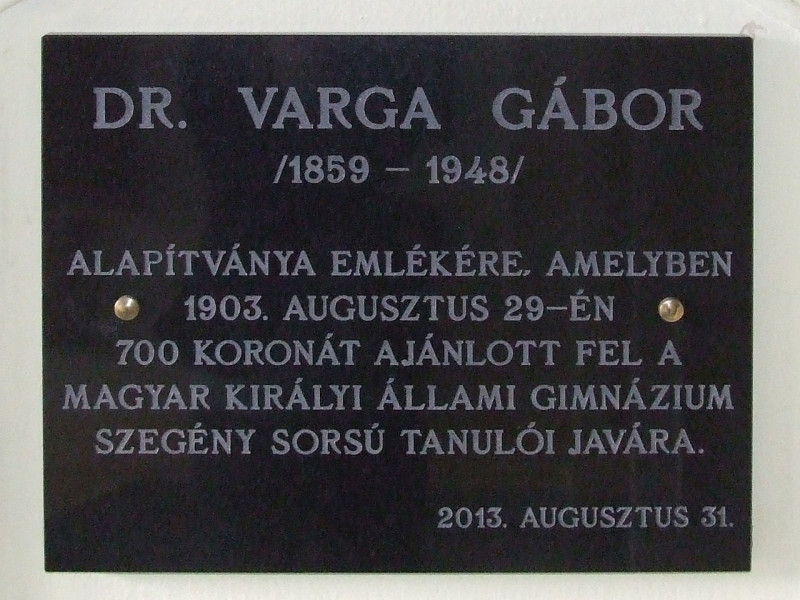 DR. VARGA GÁBOR
/1859 – 1948/
ALAPÍTVÁNYA EMLÉKÉRE, AMELYBEN
1903. AUGUSZTUS 29–ÉN
700 KORONÁT AJÁNLOTT FEL A
MAGYAR KIRÁLYI ÁLLAMI GIMNÁZIUM
SZEGÉNY SORSÚ TANULÓI JAVÁRA.
2013. AUGUSZTUS 31.